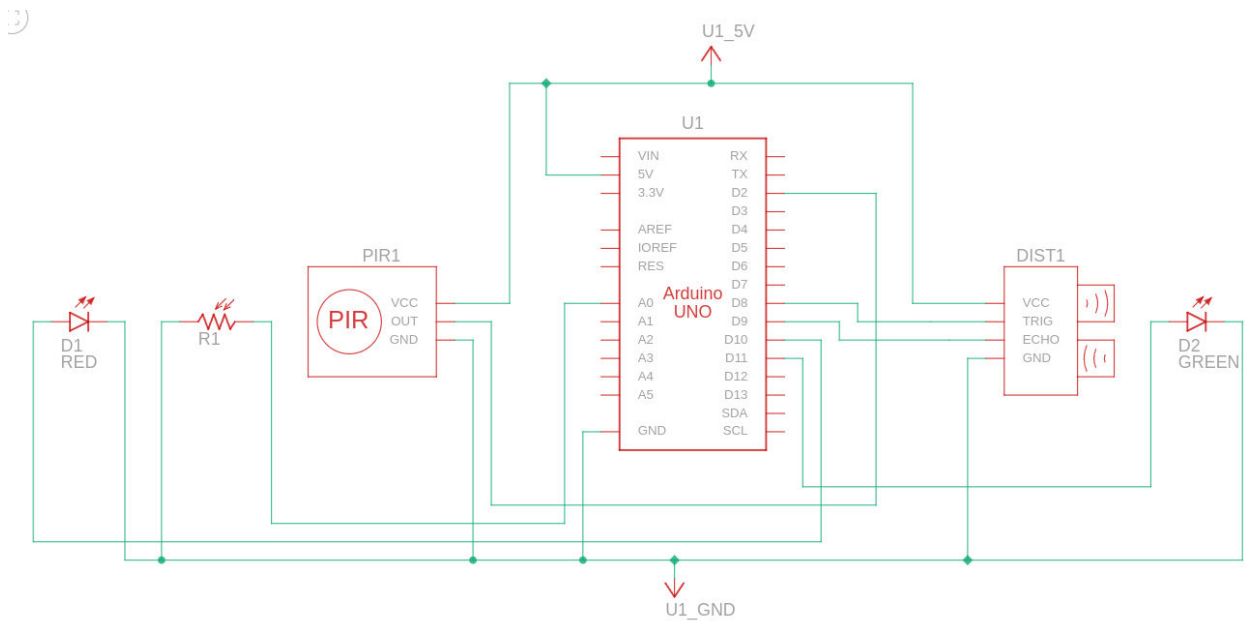 U1_5V
U1
VIN
5V
3.3V
AREF
IOREF
RES
A0
A1
A2
A3
A4
A5
GND
RX
TX
D2
D3
D4
D5
D6
D7
D8
D9
D10
D11
D12
D13
SDA
SCL
Arduino
UNO
PIR1
PIR
VCC
OUT
GND
D1
RED
R1
DIST1
VCC
TRIG
ECHO
GND
D2
GREEN
U1_GND